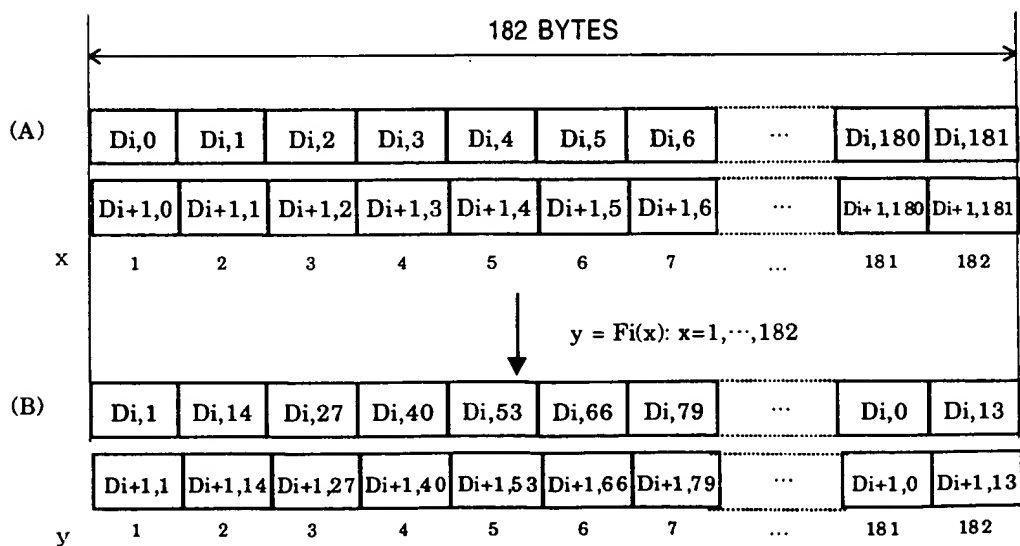 182 BYTES
(A) Di,0 Di,1 Di,2 Di,3 Di,4 Di,5 Di,6 ... Di,180 Di,181
Di+1,0 Di+1,1 Di+1,2 Di+1,3 Di+1,4 Di+1,5 Di+1,6 ... Di+1,180 Di+1,181
x 1 2 3 4 5 6 7 ... 181 182
y = Fi(x): x=1,···,182
(B) Di,1 Di,14 Di,27 Di,40 Di,53 Di,66 Di,79 ... Di,0 Di,13
Di+1,1 Di+1,14 Di+1,27 Di+1,40 Di+1,53 Di+1,66 Di+1,79 ... Di+1,0 Di+1,13
y 1 2 3 4 5 6 7 ... 181 182